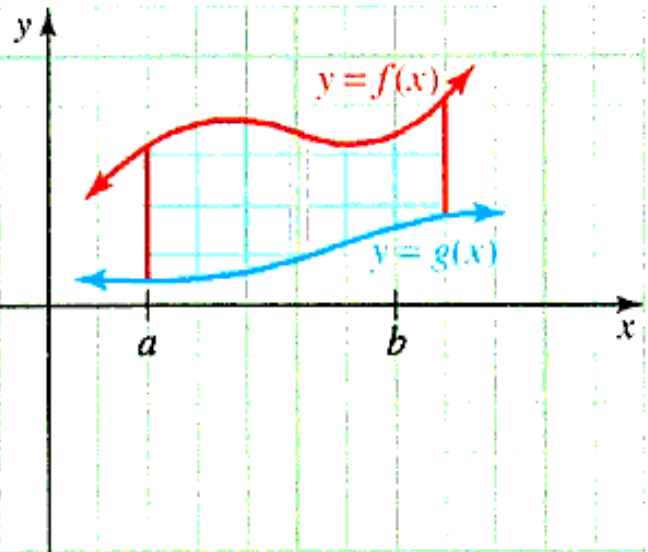 y
y = f(x)
y = g(x)
a
b
x